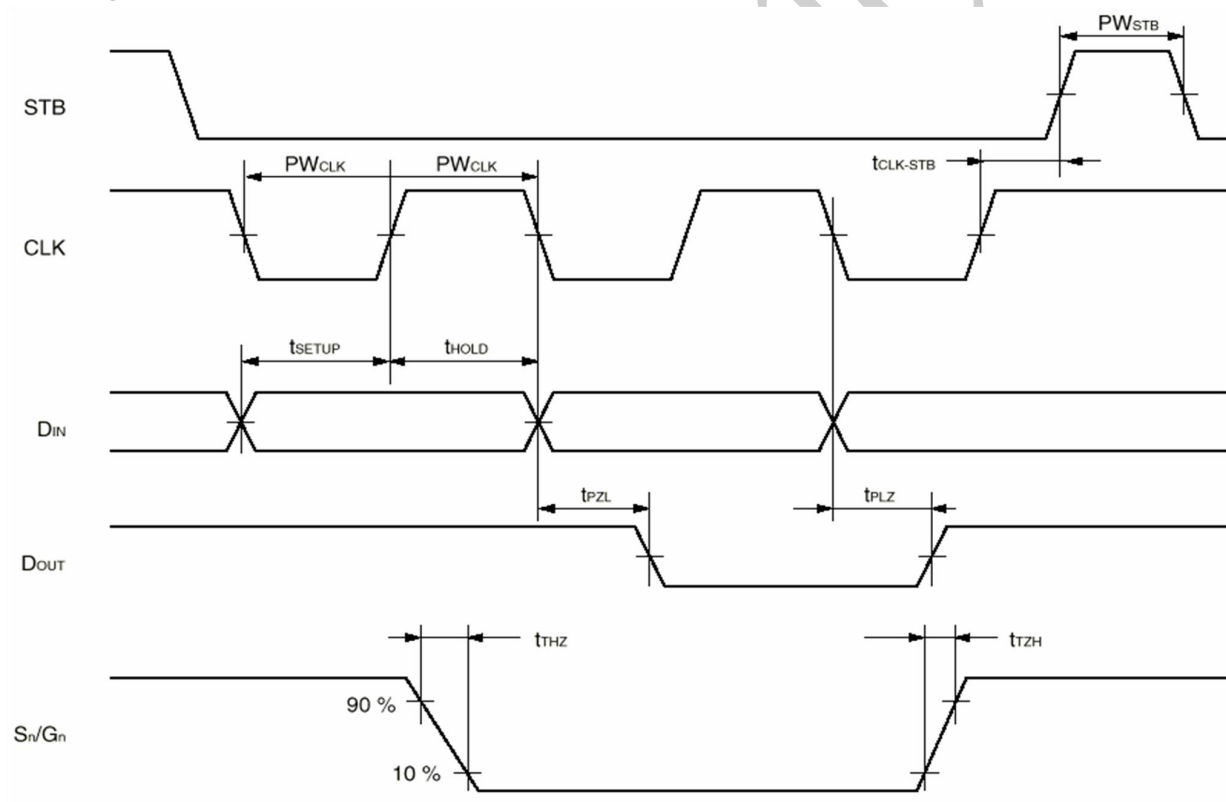 PWSTB
STB
tCLK-STB
PWCLK PWCLK
CLK
tSETUP tHOLD
DIN
tPZL tPLZ
DOUT
tTHZ tTZH
90 %
Sn/Gn
10 %